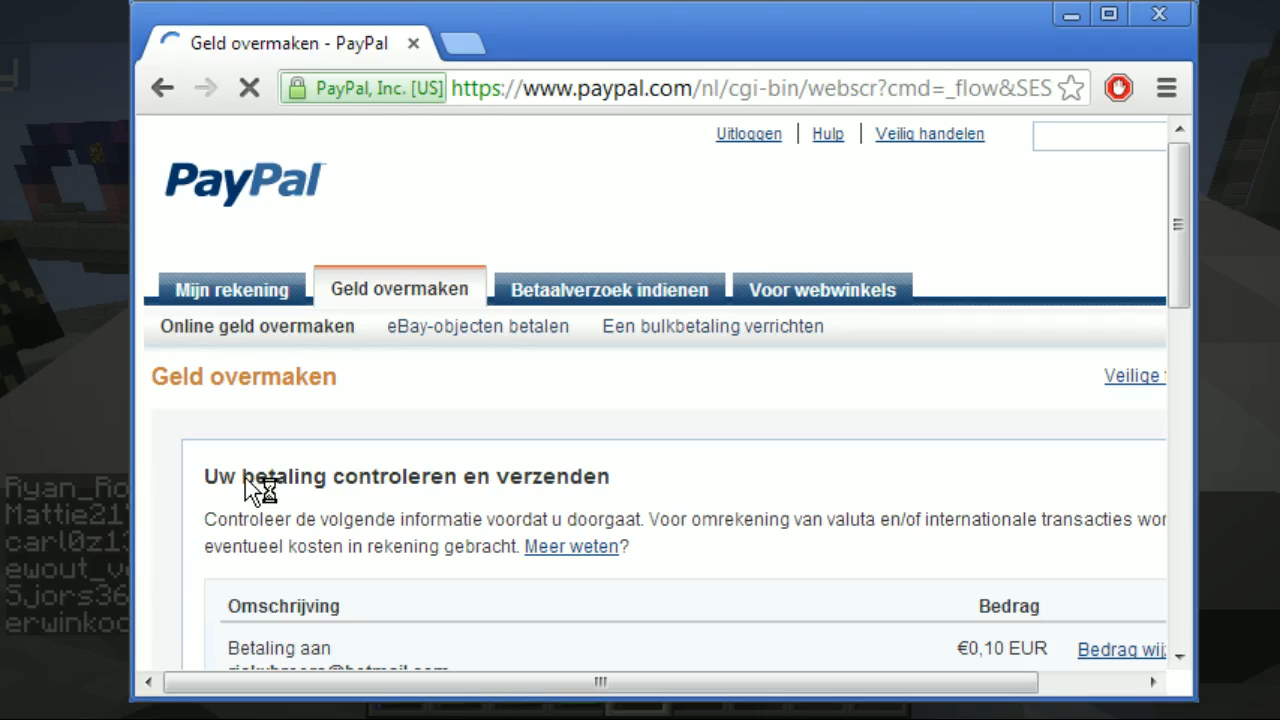 Geld overmaken - PayPal
PayPal, Inc. [US] https://www.paypal.com/nl/cgi-bin/webscr?cmd=_flow&SES
Uitloggen Hulp Veilig handelen
PayPal
Mijn rekening Geld overmaken Betaalverzoek indienen Voor webwinkels
Online geld overmaken eBay-objecten betalen Een bulkbetaling verrichten
Geld overmaken
Veilige
Uw betaling controleren en verzenden
Controleer de volgende informatie voordat u doorgaat. Voor omrekening van valuta en/of internationale transacties wor
eventueel kosten in rekening gebracht. Meer weten?
Omschrijving Bedrag
Betaling aan €0,10 EUR Bedrag wij
Ryan_Ro
Mattie21
carl0z13
ewout_v
Sjors36
erwinkoo